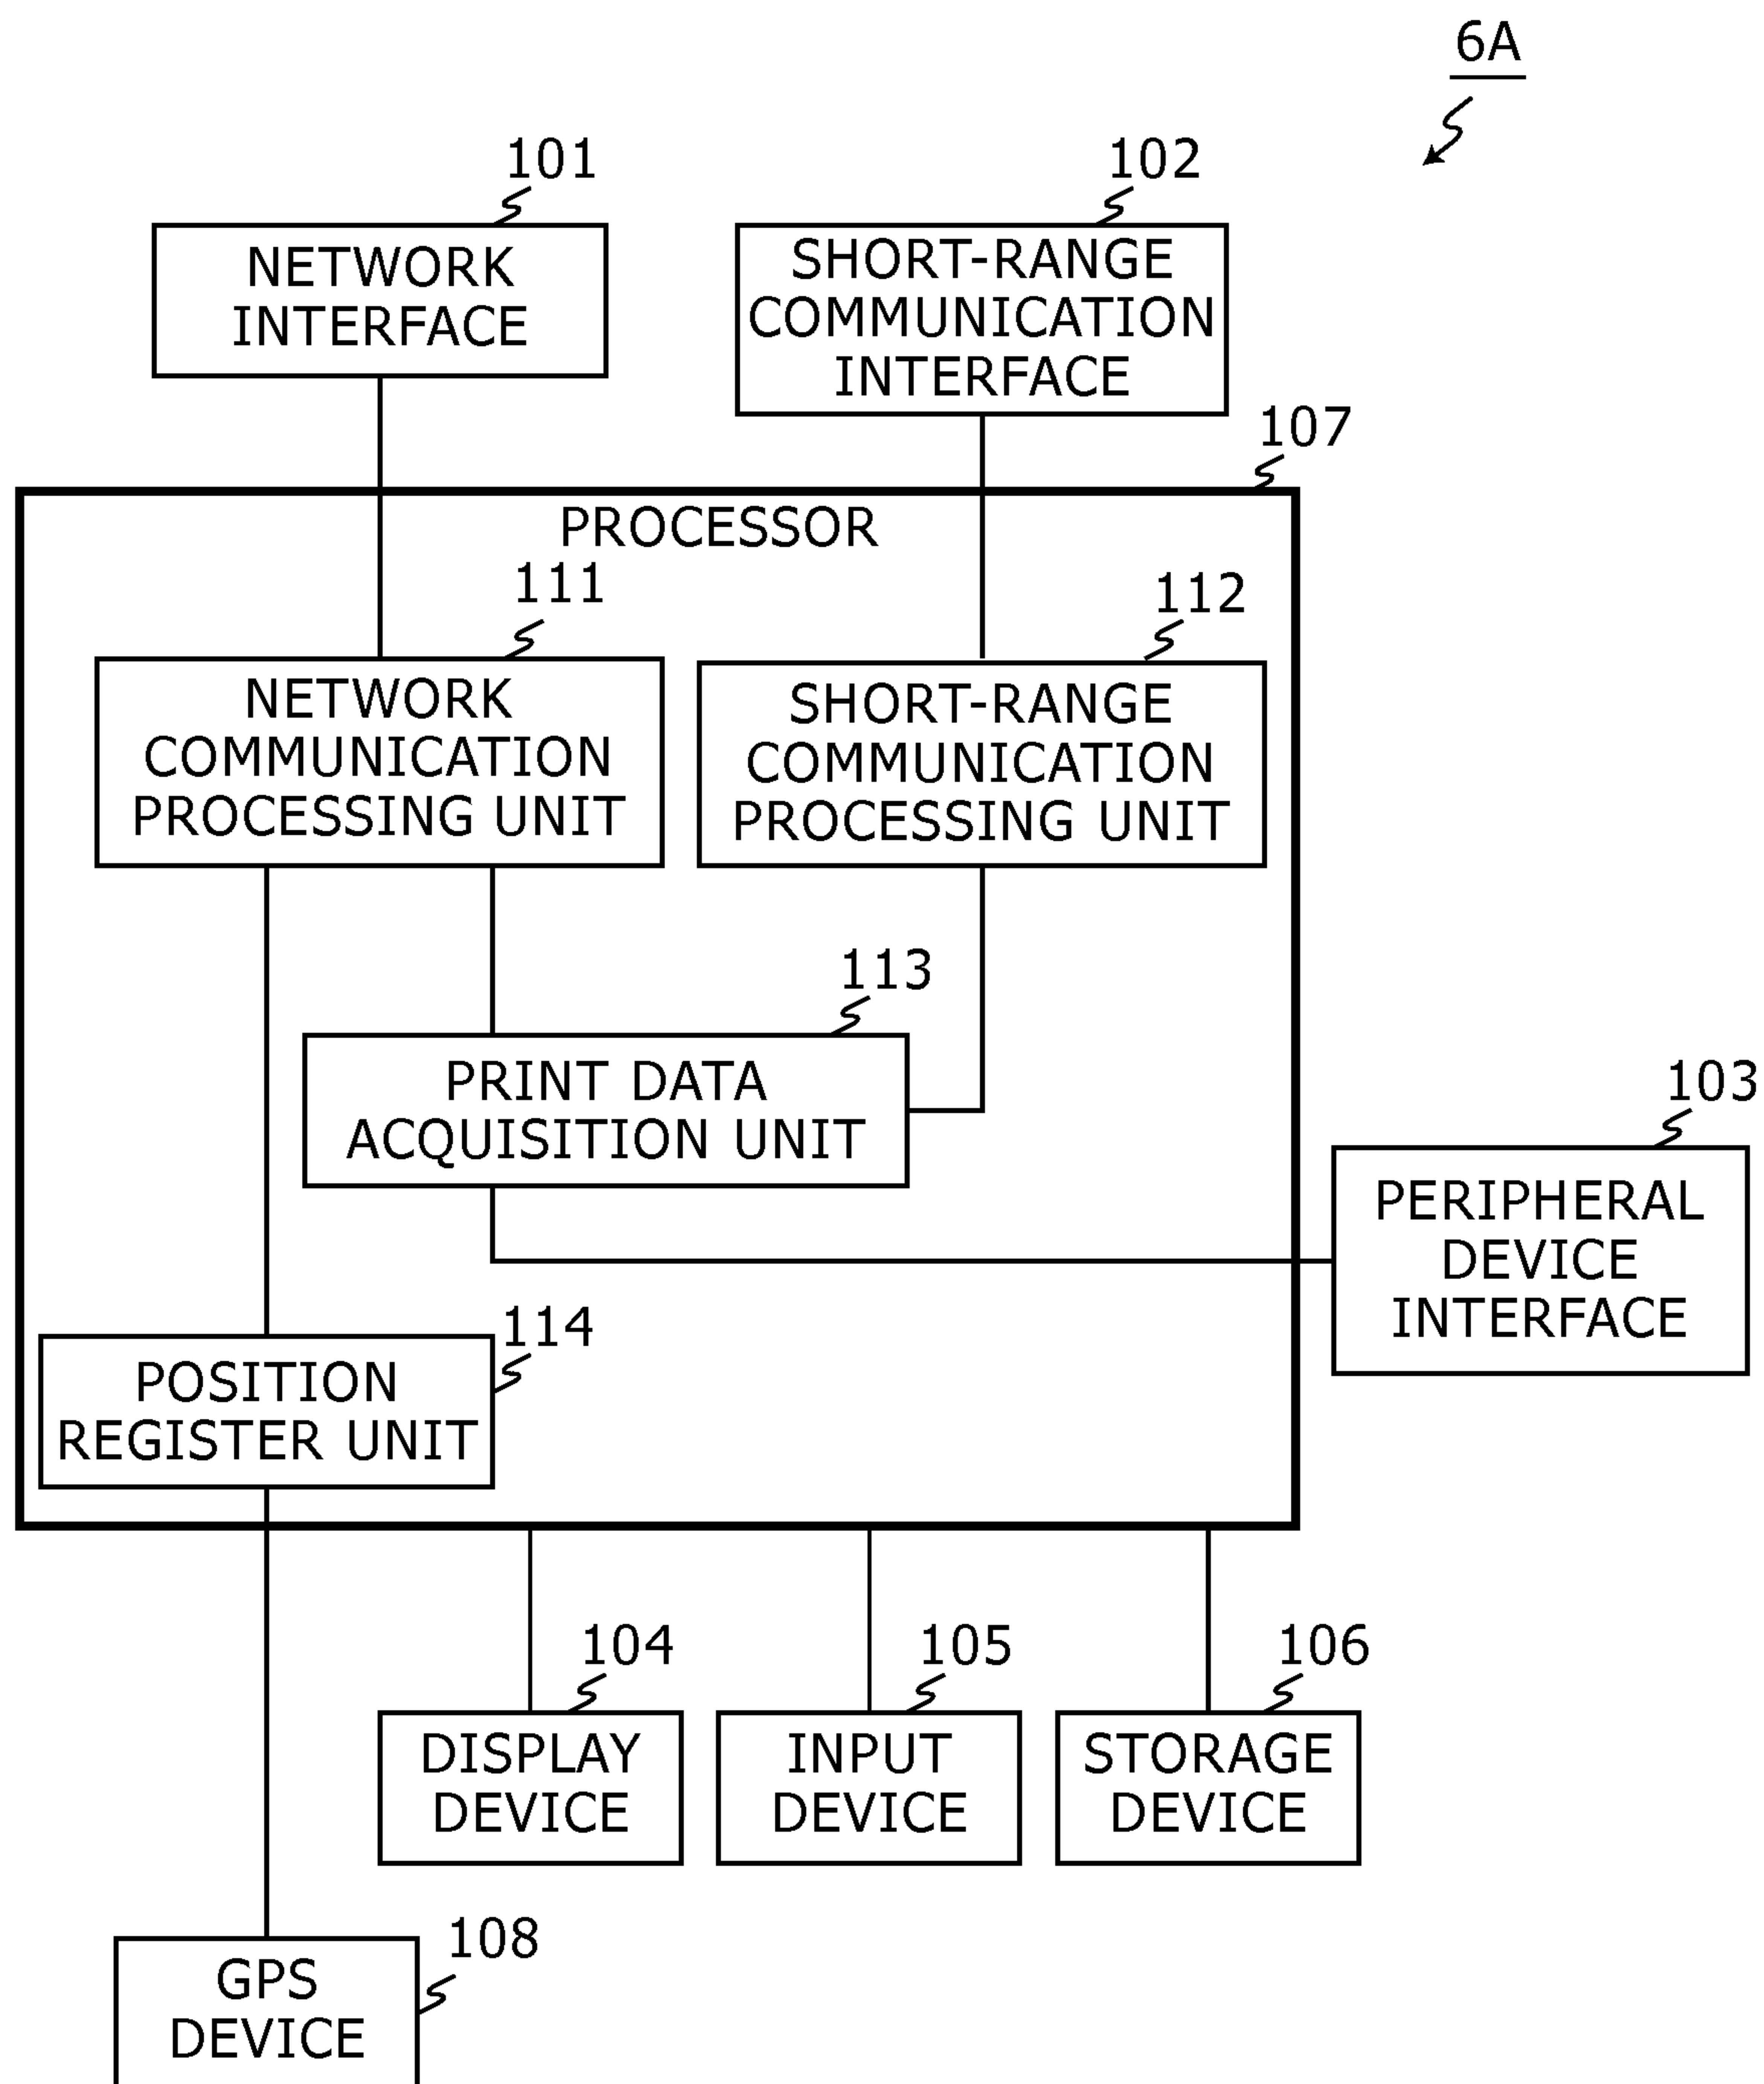 6A
101
NETWORK
INTERFACE
102
SHORT-RANGE
COMMUNICATION
INTERFACE
107
PROCESSOR
111
NETWORK
COMMUNICATION
PROCESSING UNIT
112
SHORT-RANGE
COMMUNICATION
PROCESSING UNIT
113
PRINT DATA
ACQUISITION UNIT
103
PERIPHERAL
DEVICE
INTERFACE
114
POSITION
REGISTER UNIT
104
DISPLAY
DEVICE
105
INPUT
DEVICE
106
STORAGE
DEVICE
108
GPS
DEVICE